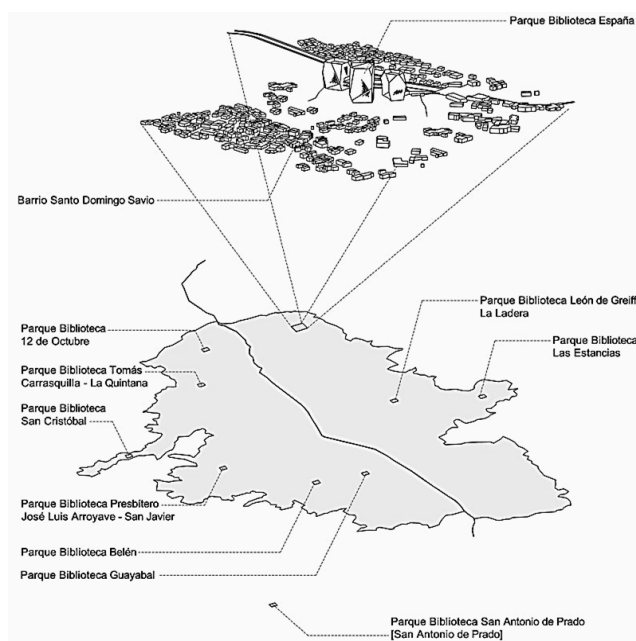 Parque Biblioteca España
Barrio Santo Domingo Savio
Parque Biblioteca León de Greiff
La Ladera
Parque Biblioteca
12 de Octubre
Parque Biblioteca
Las Estancias
Parque Biblioteca Tomás
Carrasquilla - La Quintana
Parque Biblioteca
San Cristóbal
Parque Biblioteca Presbítero
José Luis Arroyave - San Javier
Parque Biblioteca Belén
Parque Biblioteca Guayabal
Parque Biblioteca San Antonio de Prado
[San Antonio de Prado]